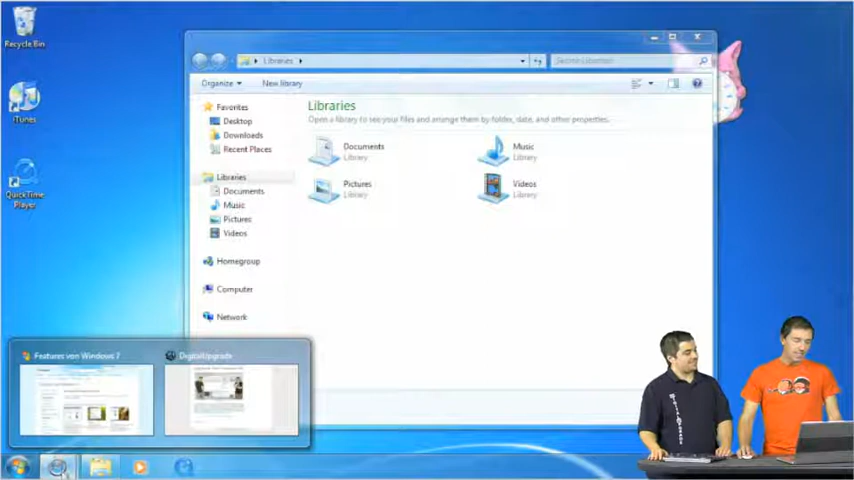 Recycle Bin
iTunes
QuickTime
Player
Libraries
Organize
New library
Favorites
Desktop
Downloads
Recent Places
Libraries
Documents
Music
Pictures
Videos
Homegroup
Computer
Network
Libraries
Open a library to see your files and arrange them by folder, date, and other properties.
Documents
Library
Music
Library
Pictures
Library
Videos
Library
Features von Windows 7
DigitalUpgrade